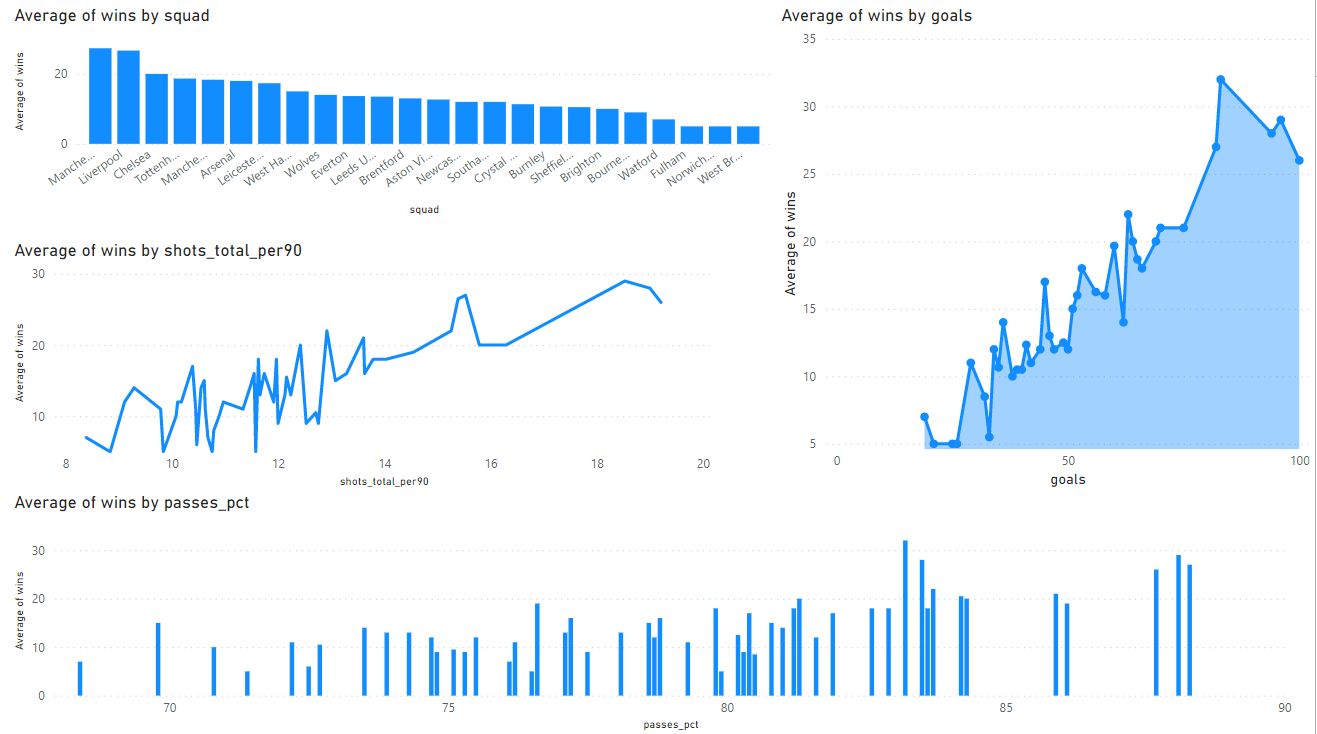 Average of wins by squad
Average of wins
20
0
Manche...
Liverpool
Chelsea
Tottenh...
Manche...
Arsenal
Leiceste...
West Ha...
Wolves
Everton
Leeds U...
Brentford
Aston Vi...
Newcas...
Southa...
Crystal ...
Burnley
Sheffiel...
Brighton
Bourne...
Watford
Fulham
Norwich...
West Br...
squad
Average of wins by goals
Average of wins
35
30
25
20
15
10
5
0 50 100
goals
Average of wins by shots_total_per90
Average of wins
30
20
10
8 10 12 14 16 18 20
shots_total_per90
Average of wins by passes_pct
Average of wins
30
20
10
0
70 75 80 85 90
passes_pct